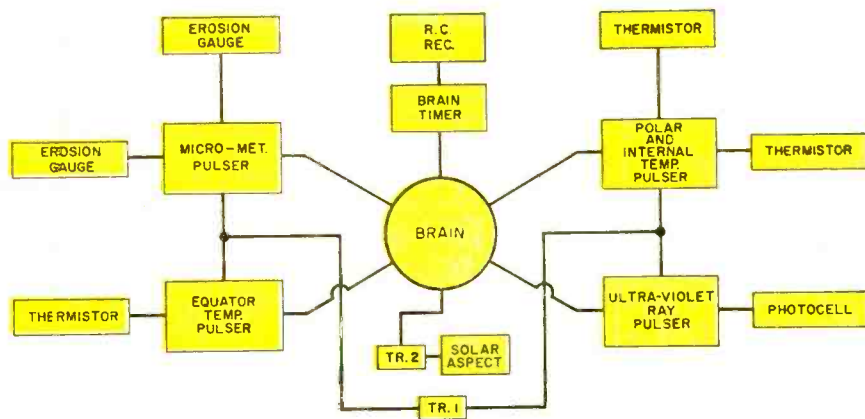 EROSION
GAUGE
R.C.
REC.
THERMISTOR
BRAIN
TIMER
EROSION
GAUGE
MICRO-MET.
PULSER
POLAR
AND
INTERNAL
TEMP.
PULSER
THERMISTOR
BRAIN
THERMISTOR
EQUATOR
TEMP.
PULSER
ULTRA-VIOLET
RAY
PULSER
PHOTOCELL
TR.2
SOLAR
ASPECT
TR.1